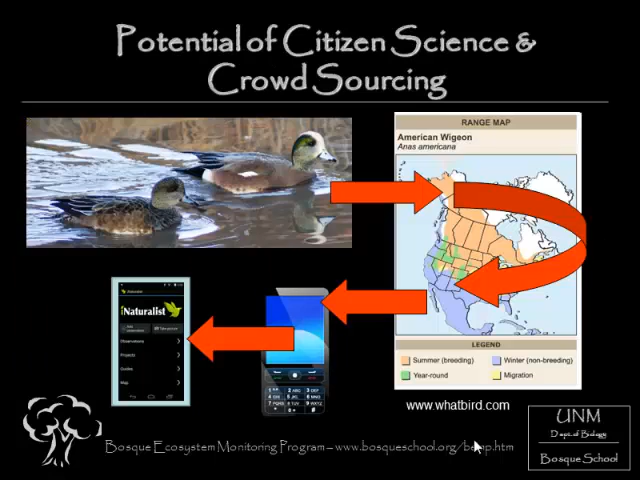 Potential of Citizen Science &
Crowd Sourcing
RANGE MAP
American Wigeon
Anas americana
iNaturalist
Observations
Projects
Guides
Map
LEGEND
Summer (breeding)
Winter (non-breeding)
Year-round
Migration
www.whatbird.com
UNM
Dept. of Biology
Bosque School
Bosque Ecosystem Monitoring Program – www.bosqueschool.org/bemp.htm